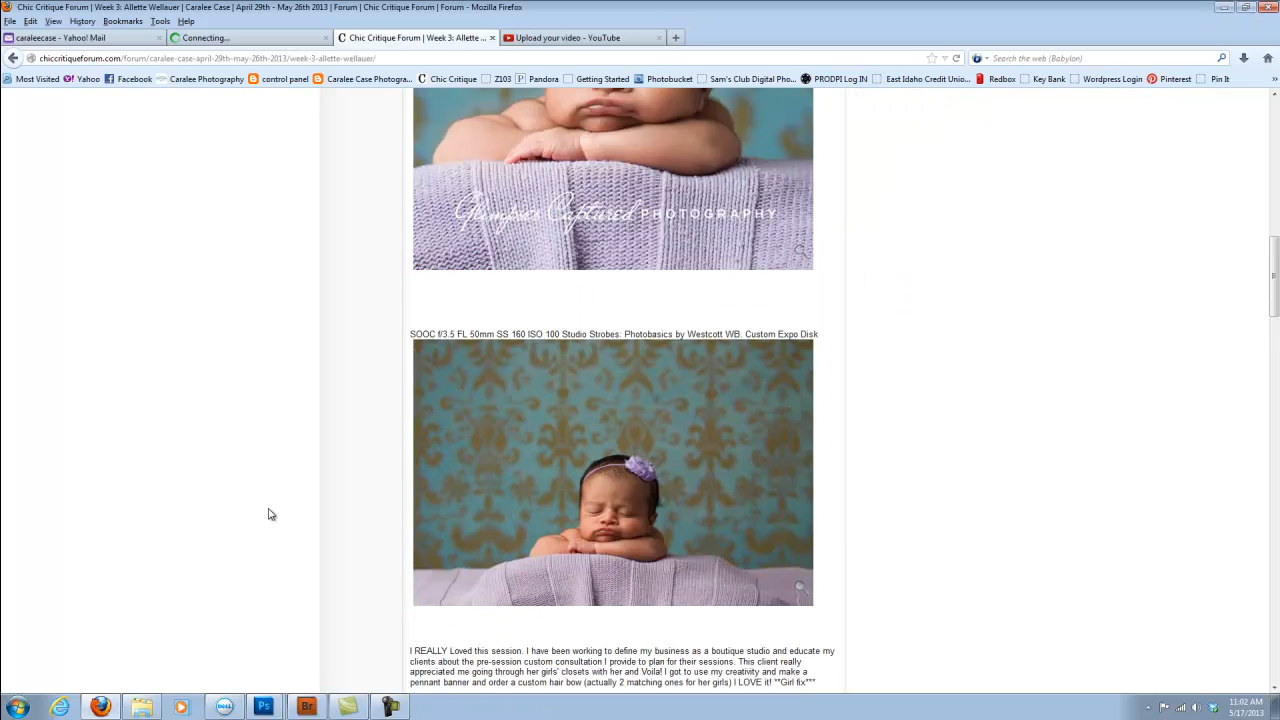 Chic Critique Forum | Week 3: Allette Wellauer | Caralee Case | April 29th - May 26th 2013 | Forum | Chic Critique Forum | Forum - Mozilla Firefox
File Edit View History Bookmarks Tools Help
caraleecase - Yahoo! Mail × Connecting... × C Chic Critique Forum | Week 3: Allette ... × Upload your video - YouTube × +
chiccritiqueforum.com/forum/caralee-case-april-29th-may-26th-2013/week-3-allette-wellauer/ Search the web (Babylon)
Most Visited Yahoo Facebook Caralee Photography control panel Caralee Case Photogra... C Chic Critique Z103 Pandora Getting Started Photobucket Sam's Club Digital Pho... PRODPI Log IN East Idaho Credit Unio... Redbox Key Bank Wordpress Login Pinterest Pin It »
Glimpses Captured PHOTOGRAPHY
SOOC f/3.5 FL 50mm SS 160 ISO 100 Studio Strobes: Photobasics by Westcott WB: Custom Expo Disk
I REALLY Loved this session. I have been working to define my business as a boutique studio and educate my
clients about the pre-session custom consultation I provide to plan for their sessions. This client really
appreciated me going through her girls' closets with her and Voila! I got to use my creativity and make a
pennant banner and order a custom hair bow (actually 2 matching ones for her girls) I LOVE it! **Girl fix***
DELL Ps Br
11:02 AM
5/17/2013